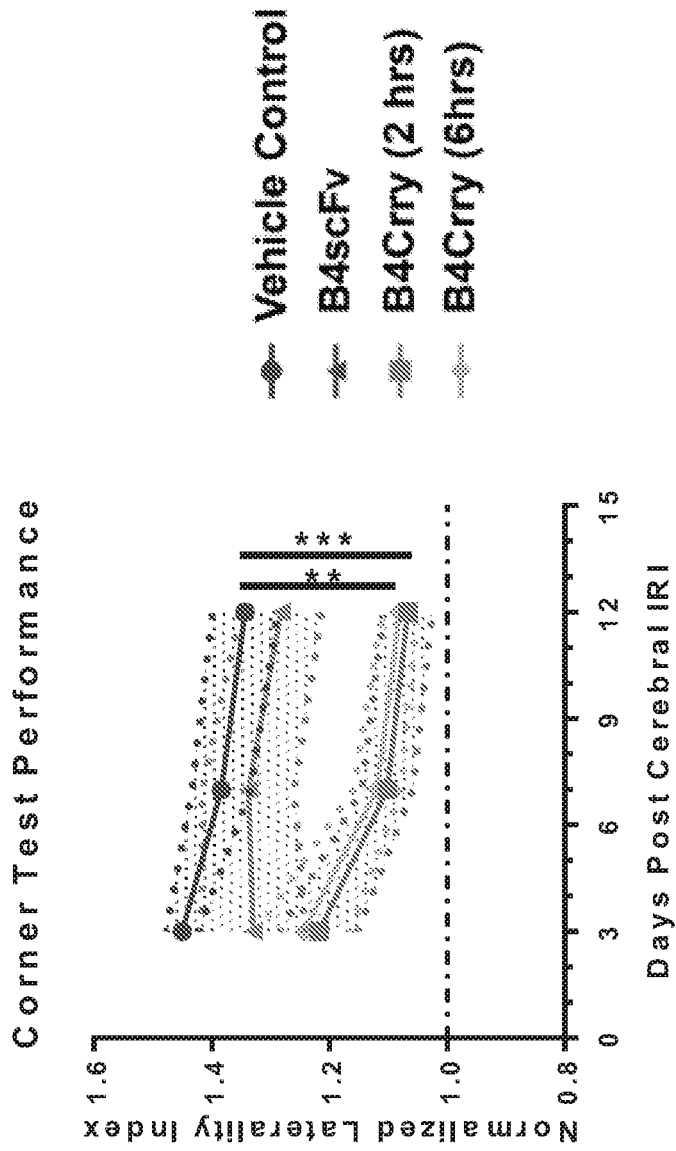 Corner Test Performance
Normalized Laterality Index
1.6
1.4
1.2
1.0
0.8
0
3
6
9
12
15
Days Post Cerebral IRI
**
***
Vehicle Control
B4scFv
B4Crry (2 hrs)
B4Crry (6hrs)